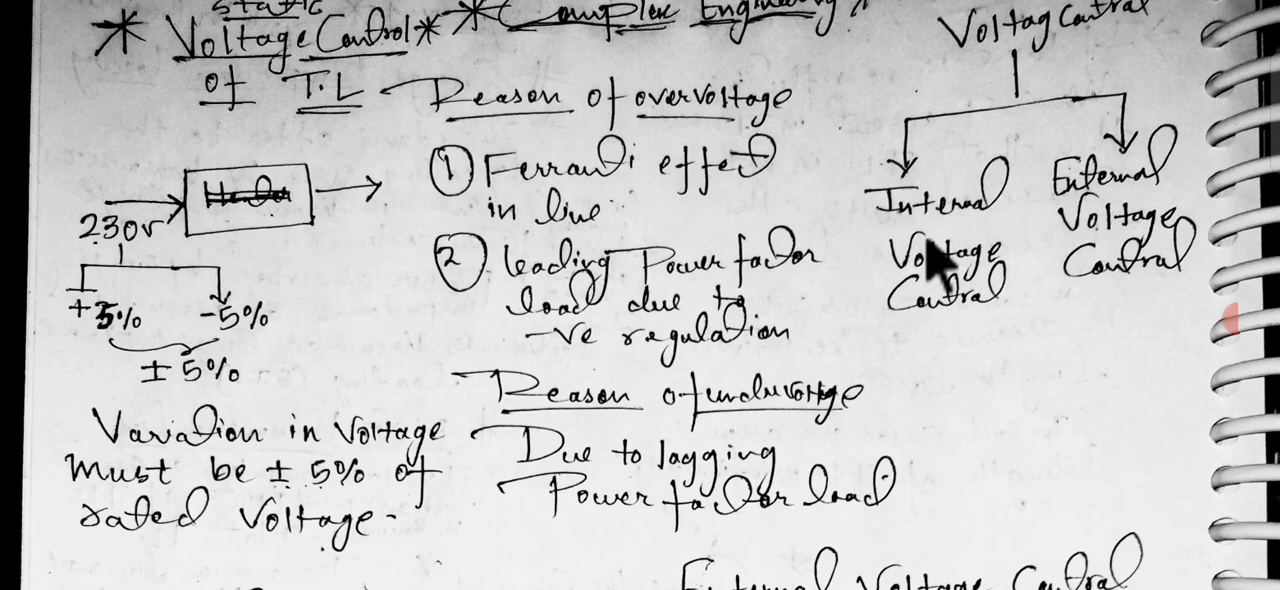 Static
* Voltage Control *
of T.L
* Complex Engineering
Reason of overvoltage
① Ferranti effect
in line
② leading Power factor
load due to
-ve regulation
Reason of undervoltage
Due to lagging
Power factor load
230v
+5% -5%
± 5%
Variation in Voltage
must be ± 5% of
rated Voltage.
Voltag Control
Internal
Voltage
Control
External
Voltage
Control
External Voltage Control